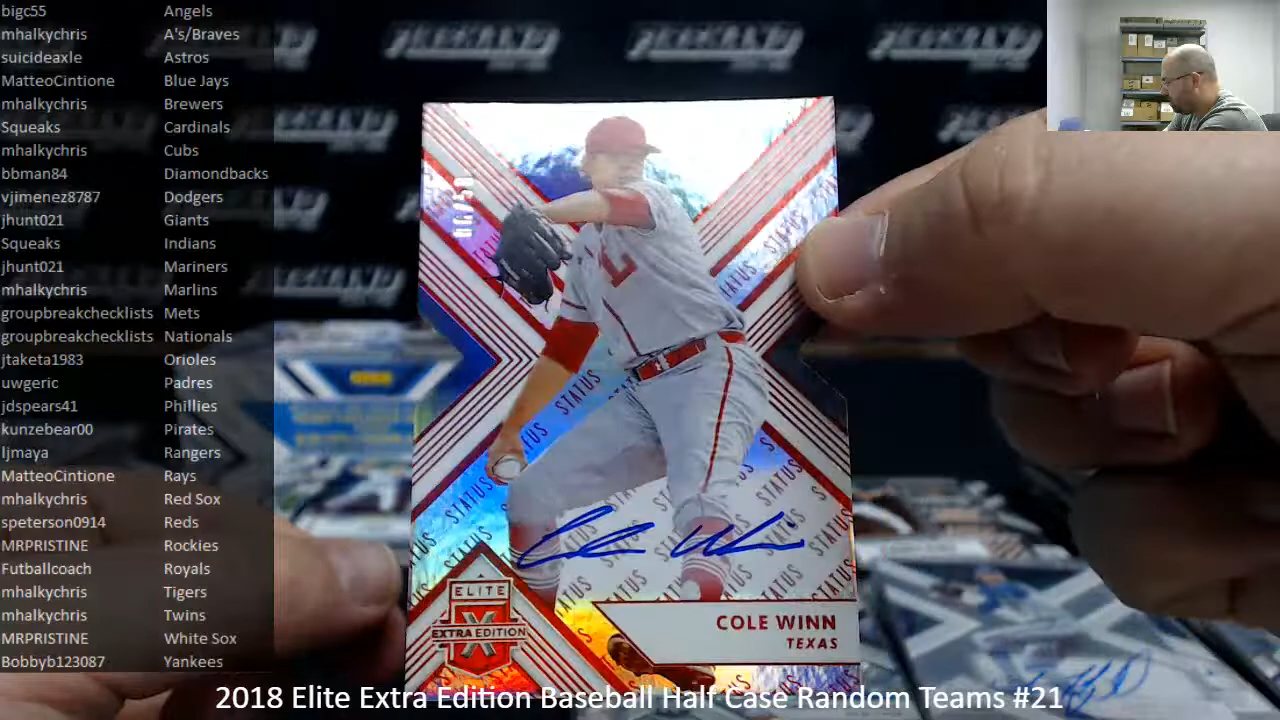 bigc55 Angels
mhalkychris A's/Braves
suicideaxle Astros
MatteoCintione Blue Jays
mhalkychris Brewers
Squeaks Cardinals
mhalkychris Cubs
bbman84 Diamondbacks
vjimenez8787 Dodgers
jhunt021 Giants
Squeaks Indians
jhunt021 Mariners
mhalkychris Marlins
groupbreakchecklists Mets
groupbreakchecklists Nationals
jtaketa1983 Orioles
uwgeric Padres
jdspears41 Phillies
kunzebear00 Pirates
ljmaya Rangers
MatteoCintione Rays
mhalkychris Red Sox
speterson0914 Reds
MRPRISTINE Rockies
Futballcoach Royals
mhalkychris Tigers
mhalkychris Twins
MRPRISTINE White Sox
Bobbyb123087 Yankees
L
STATUS STATUS STATUS
ELITE
X
EXTRA EDITION
COLE WINN
TEXAS
2018 Elite Extra Edition Baseball Half Case Random Teams #21